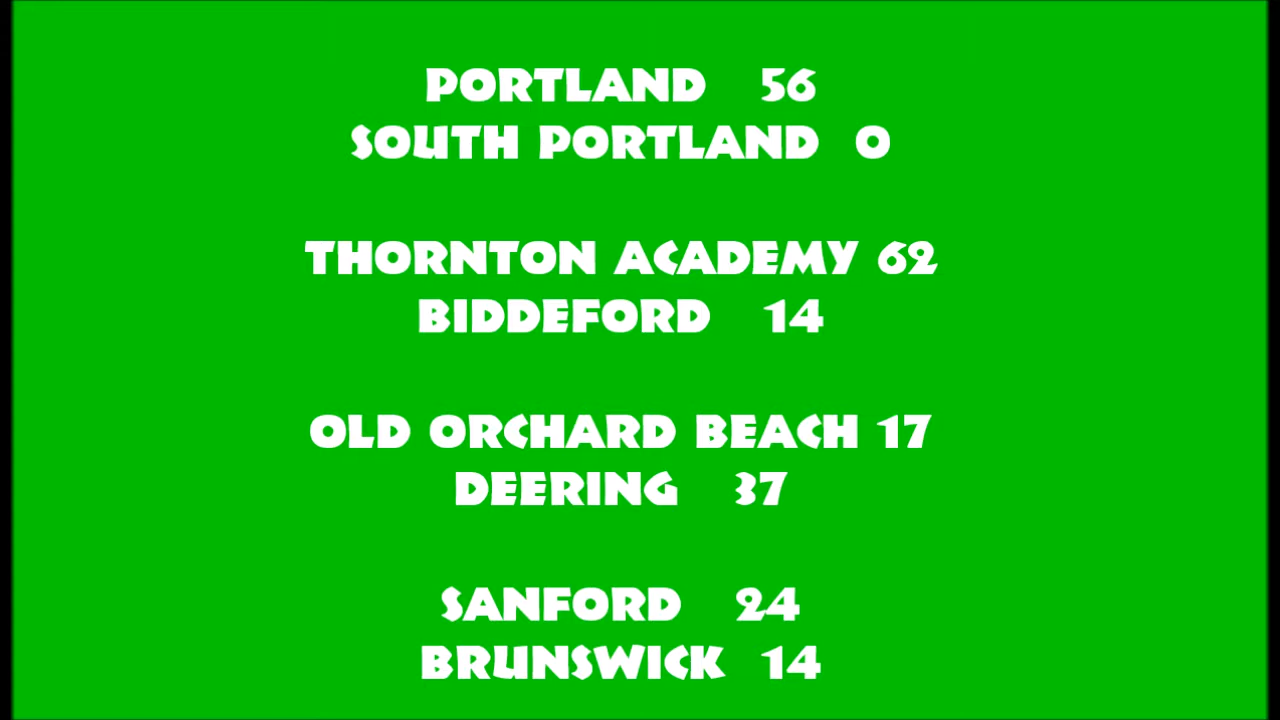 PORTLAND 56
SOUTH PORTLAND 0
THORNTON ACADEMY 62
BIDDEFORD 14
OLD ORCHARD BEACH 17
DEERING 37
SANFORD 24
BRUNSWICK 14